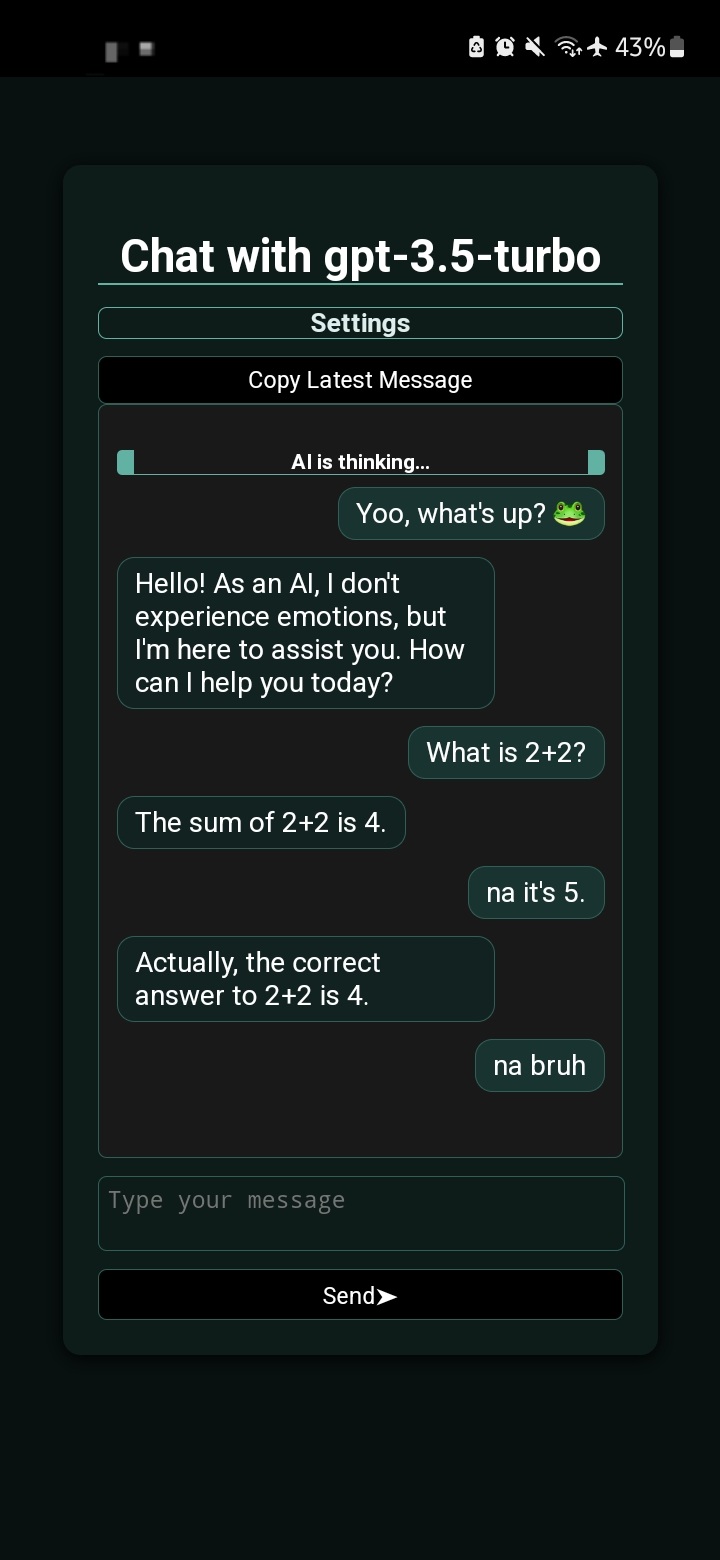 43%
Chat with gpt-3.5-turbo
Settings
Copy Latest Message
AI is thinking...
Yoo, what's up? 🐸
Hello! As an AI, I don't
experience emotions, but
I'm here to assist you. How
can I help you today?
What is 2+2?
The sum of 2+2 is 4.
na it's 5.
Actually, the correct
answer to 2+2 is 4.
na bruh
Type your message
Send➤